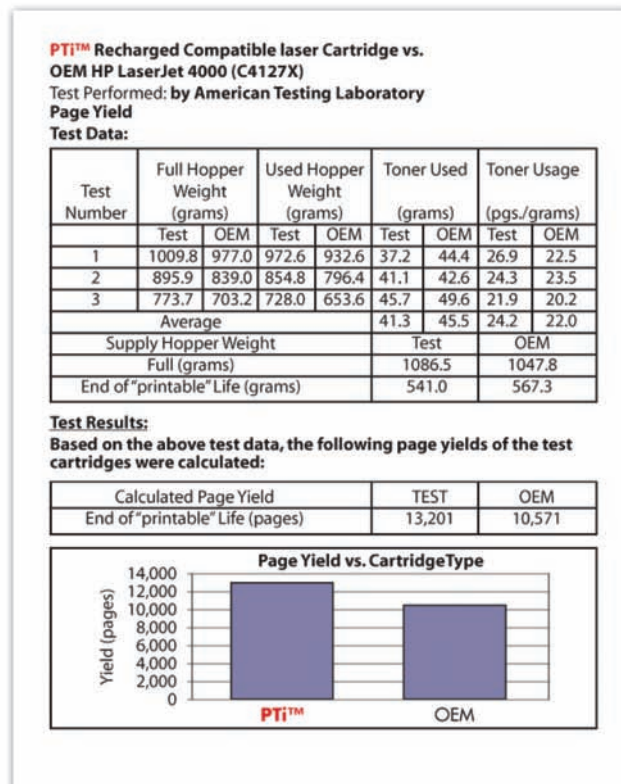 PTi™ Recharged Compatible laser Cartridge vs.
OEM HP LaserJet 4000 (C4127X)
Test Performed: by American Testing Laboratory
Page Yield
Test Data:
Test Number Full Hopper Weight (grams) Used Hopper Weight (grams) Toner Used (grams) Toner Usage (pgs./grams)
Test OEM Test OEM Test OEM Test OEM
1 1009.8 977.0 972.6 932.6 37.2 44.4 26.9 22.5
2 895.9 839.0 854.8 796.4 41.1 42.6 24.3 23.5
3 773.7 703.2 728.0 653.6 45.7 49.6 21.9 20.2
Average 41.3 45.5 24.2 22.0
Supply Hopper Weight Test OEM
Full (grams) 1086.5 1047.8
End of "printable" Life (grams) 541.0 567.3
Test Results:
Based on the above test data, the following page yields of the test
cartridges were calculated:
Calculated Page Yield TEST OEM
End of "printable" Life (pages) 13,201 10,571
Page Yield vs. CartridgeType
Yield (pages)
14,000
12,000
10,000
8,000
6,000
4,000
2,000
0
PTi™ OEM